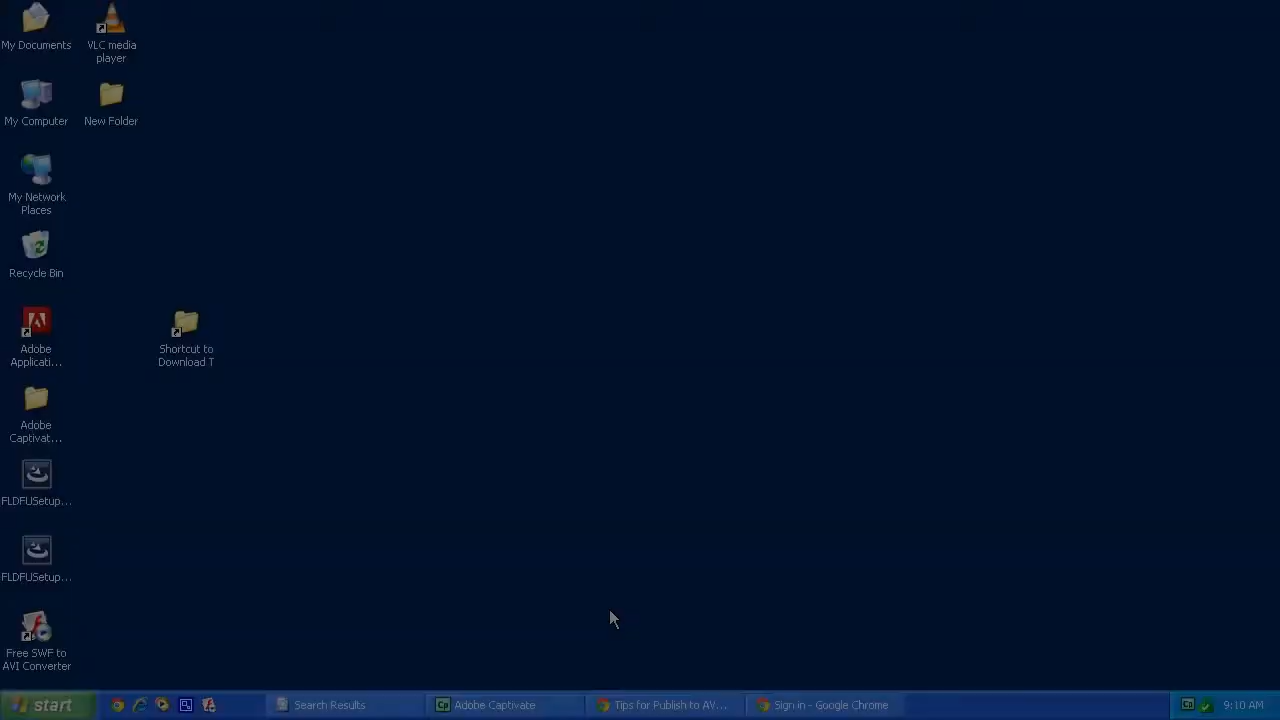 My Documents
VLC media
player
My Computer
New Folder
My Network
Places
Recycle Bin
Adobe
Applicati...
Shortcut to
Download T
Adobe
Captivat...
FLDFUSetup...
FLDFUSetup...
Free SWF to
AVI Converter
start
Search Results
Cp Adobe Captivate
Tips for Publish to AV...
Sign in - Google Chrome
Cp
9:10 AM